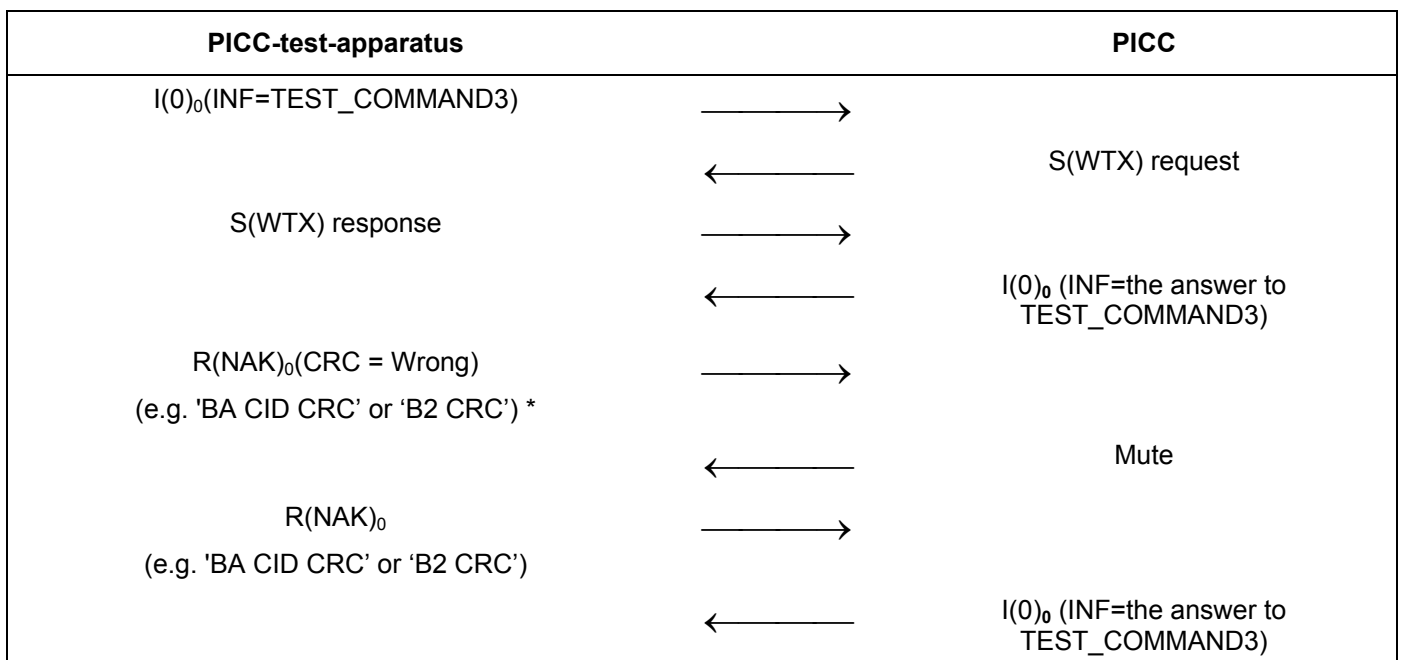 PICC-test-apparatus PICC
I(0)₀(INF=TEST_COMMAND3)
S(WTX) request
S(WTX) response
I(0)₀ (INF=the answer to
TEST_COMMAND3)
R(NAK)₀(CRC = Wrong)
(e.g. 'BA CID CRC’ or ‘B2 CRC’) *
Mute
R(NAK)₀
(e.g. 'BA CID CRC’ or ‘B2 CRC’)
I(0)₀ (INF=the answer to
TEST_COMMAND3)